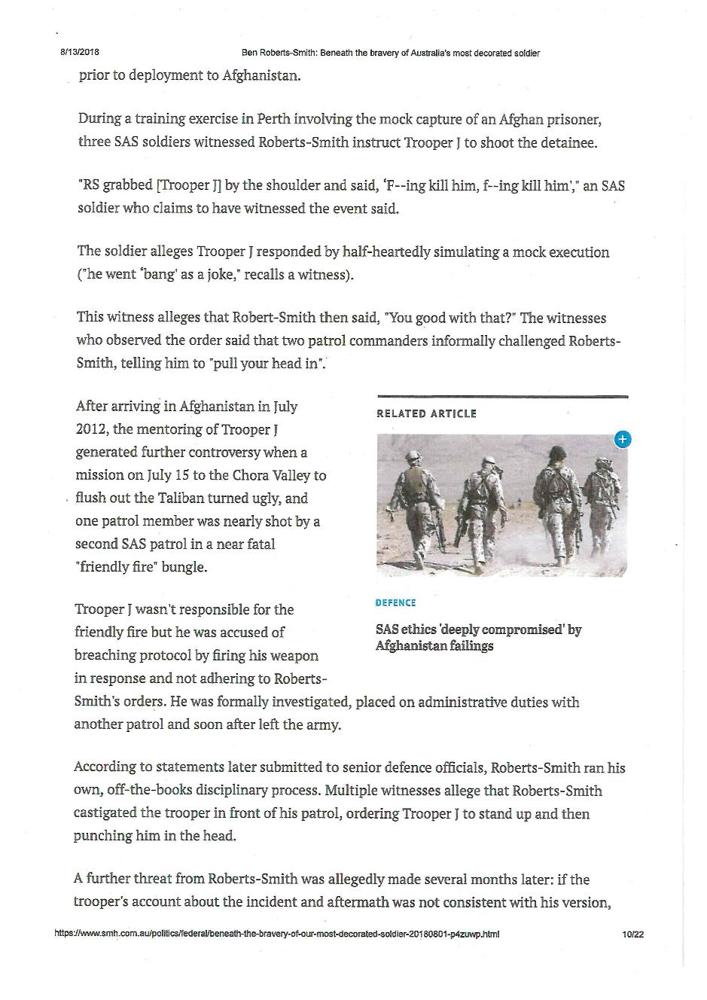 8/13/2018
Ben Roberts-Smith: Beneath the bravery of Australia's most decorated soldier
prior to deployment to Afghanistan.
During a training exercise in Perth involving the mock capture of an Afghan prisoner,
three SAS soldiers witnessed Roberts-Smith instruct Trooper J to shoot the detainee.
"RS grabbed [Trooper J] by the shoulder and said, 'F--ing kill him, f--ing kill him'," an SAS
soldier who claims to have witnessed the event said.
The soldier alleges Trooper J responded by half-heartedly simulating a mock execution
("he went 'bang' as a joke," recalls a witness).
This witness alleges that Robert-Smith then said, "You good with that?" The witnesses
who observed the order said that two patrol commanders informally challenged Roberts-
Smith, telling him to "pull your head in".
After arriving in Afghanistan in July
2012, the mentoring of Trooper J
generated further controversy when a
mission on July 15 to the Chora Valley to
flush out the Taliban turned ugly, and
one patrol member was nearly shot by a
second SAS patrol in a near fatal
"friendly fire" bungle.
RELATED ARTICLE
DEFENCE
SAS ethics 'deeply compromised' by
Afghanistan failings
Trooper J wasn't responsible for the
friendly fire but he was accused of
breaching protocol by firing his weapon
in response and not adhering to Roberts-
Smith's orders. He was formally investigated, placed on administrative duties with
another patrol and soon after left the army.
According to statements later submitted to senior defence officials, Roberts-Smith ran his
own, off-the-books disciplinary process. Multiple witnesses allege that Roberts-Smith
castigated the trooper in front of his patrol, ordering Trooper J to stand up and then
punching him in the head.
A further threat from Roberts-Smith was allegedly made several months later: if the
trooper's account about the incident and aftermath was not consistent with his version,
https://www.smh.com.au/politics/federal/beneath-the-bravery-of-our-most-decorated-soldier-20180801-p4zuwp.html
10/22